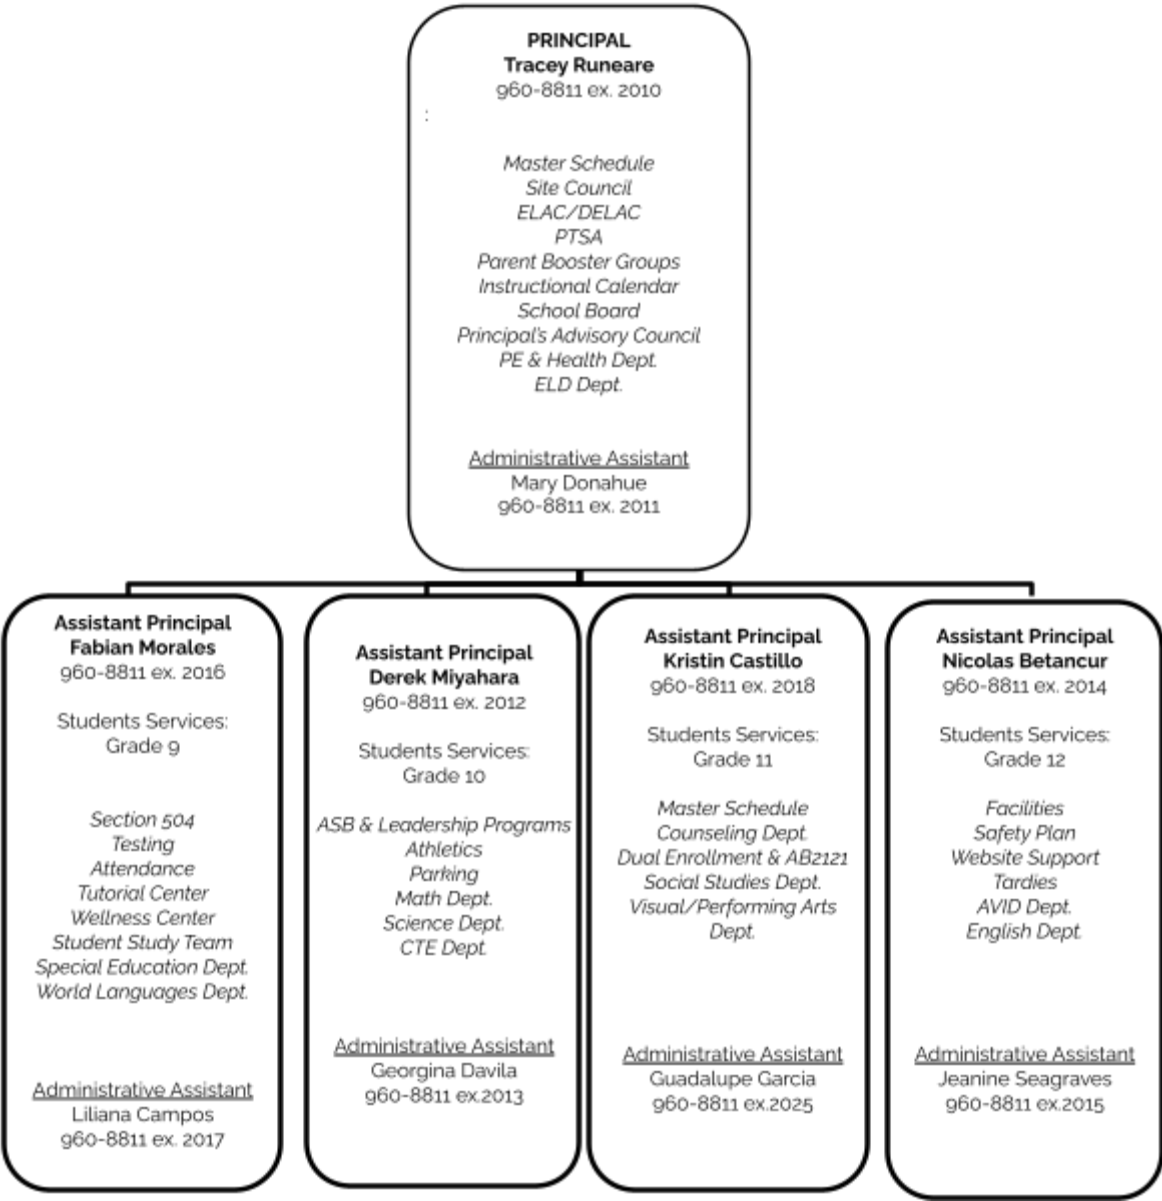 PRINCIPAL
Tracey Runeare
960-8811 ex. 2010
:
Master Schedule
Site Council
ELAC/DELAC
PTSA
Parent Booster Groups
Instructional Calendar
School Board
Principal's Advisory Council
PE & Health Dept.
ELD Dept.
Administrative Assistant
Mary Donahue
960-8811 ex. 2011
Assistant Principal
Fabian Morales
960-8811 ex. 2016
Students Services:
Grade 9
Section 504
Testing
Attendance
Tutorial Center
Wellness Center
Student Study Team
Special Education Dept.
World Languages Dept.
Administrative Assistant
Liliana Campos
960-8811 ex. 2017
Assistant Principal
Derek Miyahara
960-8811 ex. 2012
Students Services:
Grade 10
ASB & Leadership Programs
Athletics
Parking
Math Dept.
Science Dept.
CTE Dept.
Administrative Assistant
Georgina Davila
960-8811 ex.2013
Assistant Principal
Kristin Castillo
960-8811 ex. 2018
Students Services:
Grade 11
Master Schedule
Counseling Dept.
Dual Enrollment & AB2121
Social Studies Dept.
Visual/Performing Arts
Dept.
Administrative Assistant
Guadalupe Garcia
960-8811 ex.2025
Assistant Principal
Nicolas Betancur
960-8811 ex. 2014
Students Services:
Grade 12
Facilities
Safety Plan
Website Support
Tardies
AVID Dept.
English Dept.
Administrative Assistant
Jeanine Seagraves
960-8811 ex.2015